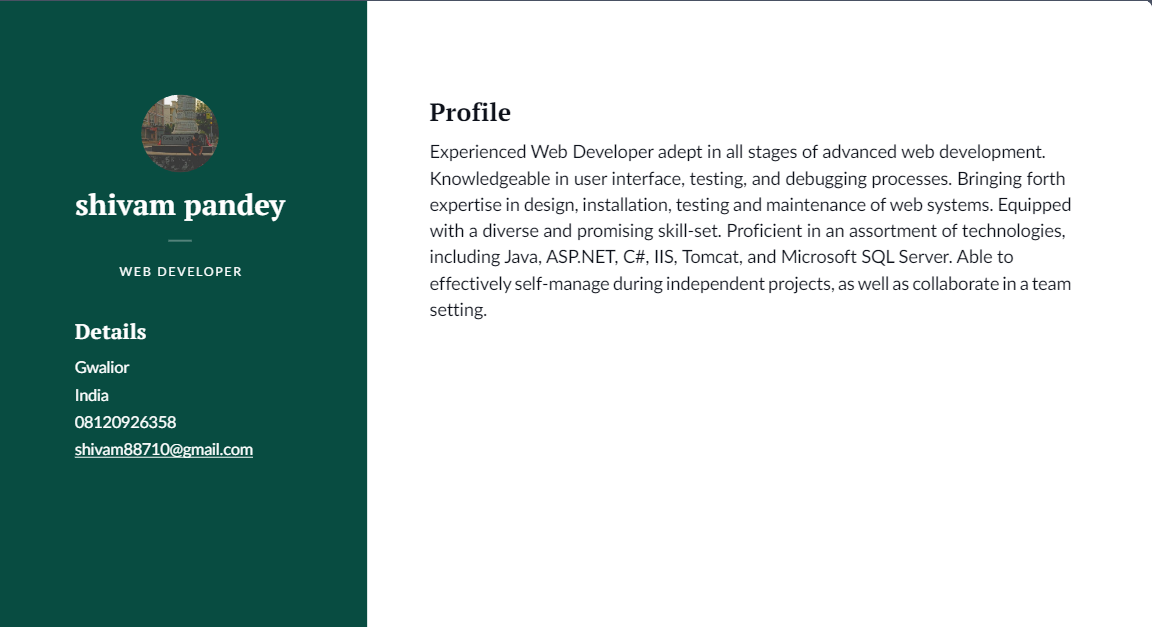 shivam pandey
WEB DEVELOPER
Details
Gwalior
India
08120926358
shivam88710@gmail.com
Profile
Experienced Web Developer adept in all stages of advanced web development.
Knowledgeable in user interface, testing, and debugging processes. Bringing forth
expertise in design, installation, testing and maintenance of web systems. Equipped
with a diverse and promising skill-set. Proficient in an assortment of technologies,
including Java, ASP.NET, C#, IIS, Tomcat, and Microsoft SQL Server. Able to
effectively self-manage during independent projects, as well as collaborate in a team
setting.